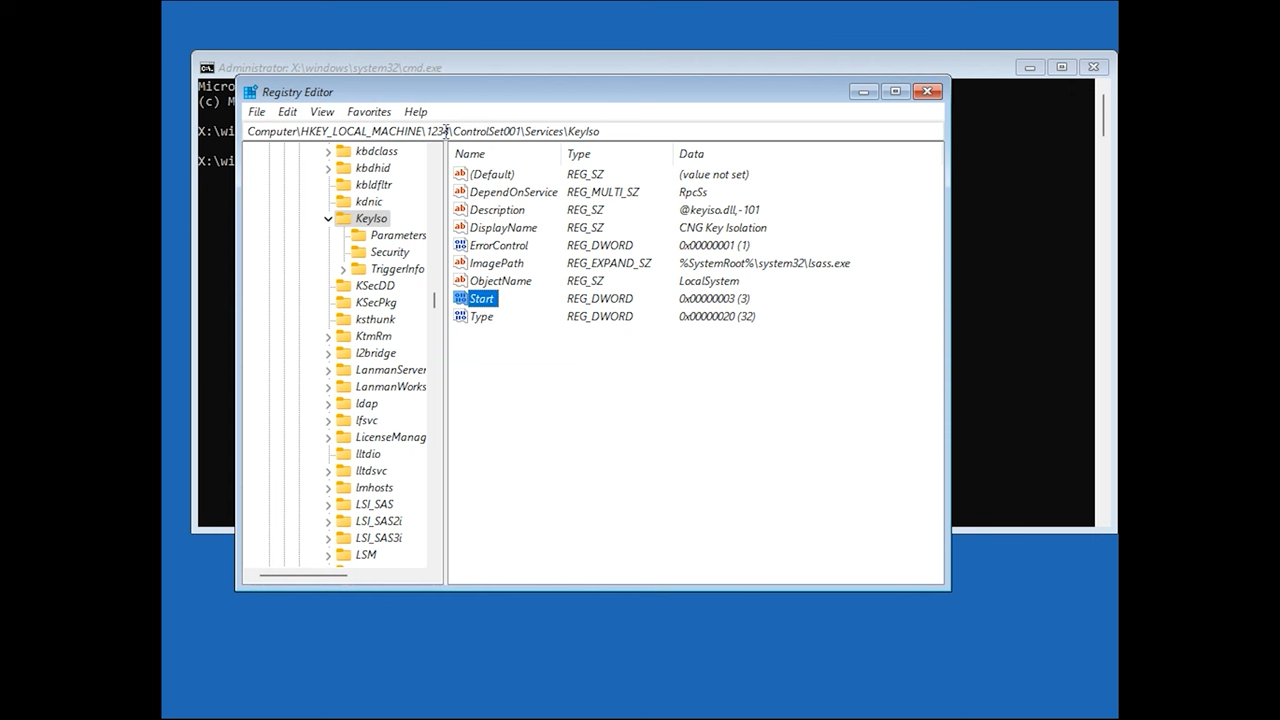 Administrator: X:\windows\system32\cmd.exe
Micro
(c) M
X:\wi
X:\wi
Registry Editor
File Edit View Favorites Help
Computer\HKEY_LOCAL_MACHINE\1234\ControlSet001\Services\KeyIso
kbdclass
kbdhid
kbldfltr
kdnic
KeyIso
Parameters
Security
TriggerInfo
KSecDD
KSecPkg
ksthunk
KtmRm
l2bridge
LanmanServer
LanmanWorks
ldap
lfsvc
LicenseManag
lltdio
lltdsvc
lmhosts
LSI_SAS
LSI_SAS2i
LSI_SAS3i
LSM
Name Type Data
(Default) REG_SZ (value not set)
DependOnService REG_MULTI_SZ RpcSs
Description REG_SZ @keyiso.dll,-101
DisplayName REG_SZ CNG Key Isolation
ErrorControl REG_DWORD 0x00000001 (1)
ImagePath REG_EXPAND_SZ %SystemRoot%\system32\lsass.exe
ObjectName REG_SZ LocalSystem
Start REG_DWORD 0x00000003 (3)
Type REG_DWORD 0x00000020 (32)